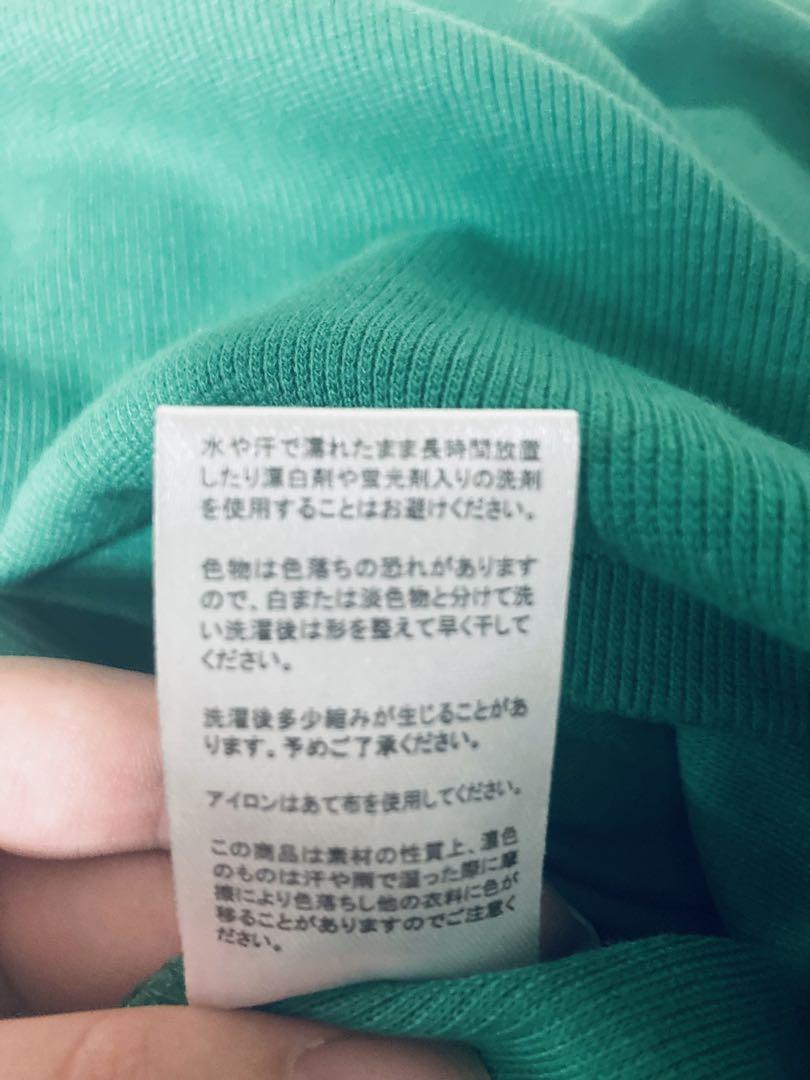 水や汗で濡れたまま長時間放置
したり漂白剤や蛍光剤入りの洗剤
を使用することはお避けください。
色物は色落ちの恐れがあります
ので、白または淡色物と分けて洗
い洗濯後は形を整えて早く干して
ください。
洗濯後多少縮みが生じることがあ
ります。予めご了承ください。
アイロンはあて布を使用してください。
この商品は素材の性質上、濃色
のものは汗や雨で湿った際に摩
擦により色落ちし他の衣料に色が
移ることがありますのでご注意く
ださい。